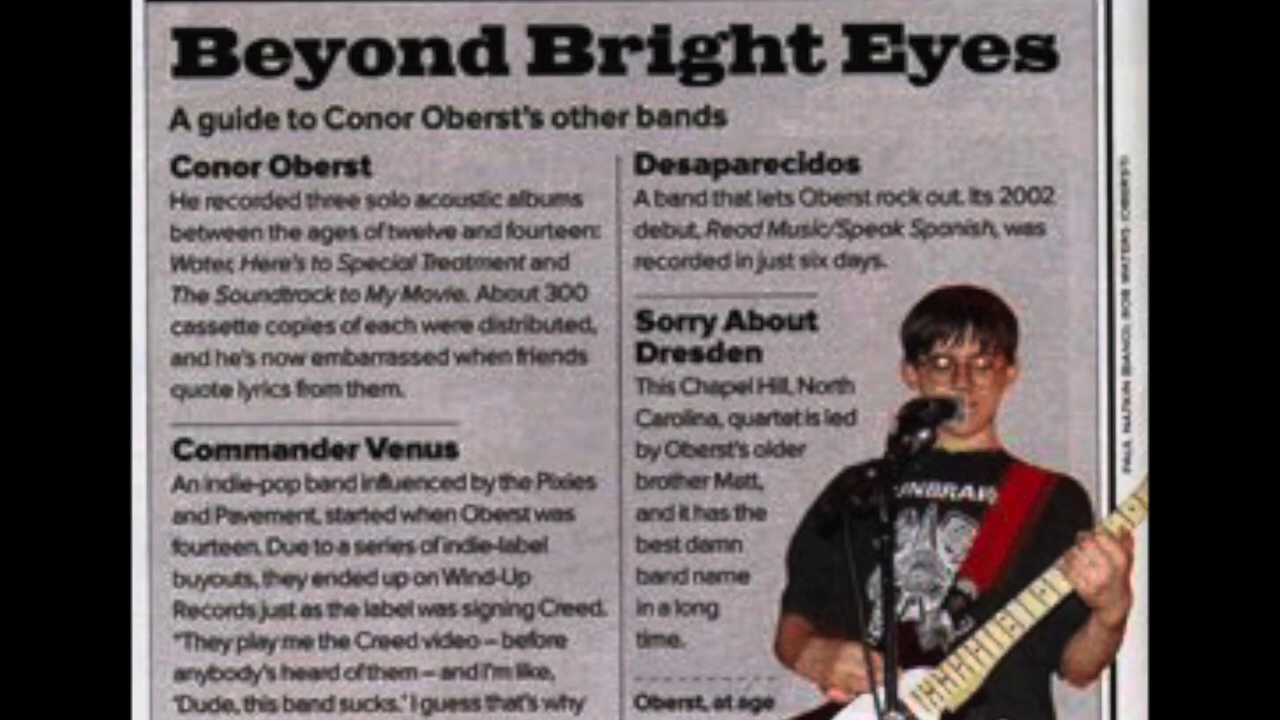 Beyond Bright Eyes
A guide to Conor Oberst's other bands
Conor Oberst
He recorded three solo acoustic albums
between the ages of twelve and fourteen:
Water, Here's to Special Treatment and
The Soundtrack to My Movie. About 300
cassette copies of each were distributed,
and he's now embarrassed when friends
quote lyrics from them.
Commander Venus
An indie-pop band influenced by the Pixies
and Pavement, started when Oberst was
fourteen. Due to a series of indie-label
buyouts, they ended up on Wind-Up
Records just as the label was signing Creed.
"They play me the Creed video – before
anybody's heard of them – and I'm like,
'Dude, this band sucks.' I guess that's why
Desaparecidos
A band that lets Oberst rock out. Its 2002
debut, Read Music/Speak Spanish, was
recorded in just six days.
Sorry About
Dresden
This Chapel Hill, North
Carolina, quartet is led
by Oberst's older
brother Matt,
and it has the
best damn
band name
in a long
time.
Oberst, at age